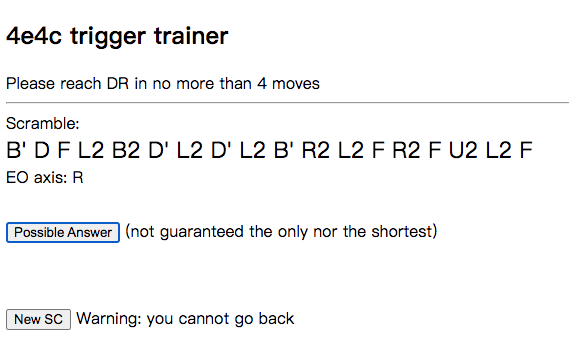 4e4c trigger trainer
Please reach DR in no more than 4 moves
Scramble:
B' D F L2 B2 D' L2 D' L2 B' R2 L2 F R2 F U2 L2 F
EO axis: R
Possible Answer (not guaranteed the only nor the shortest)
New SC Warning: you cannot go back